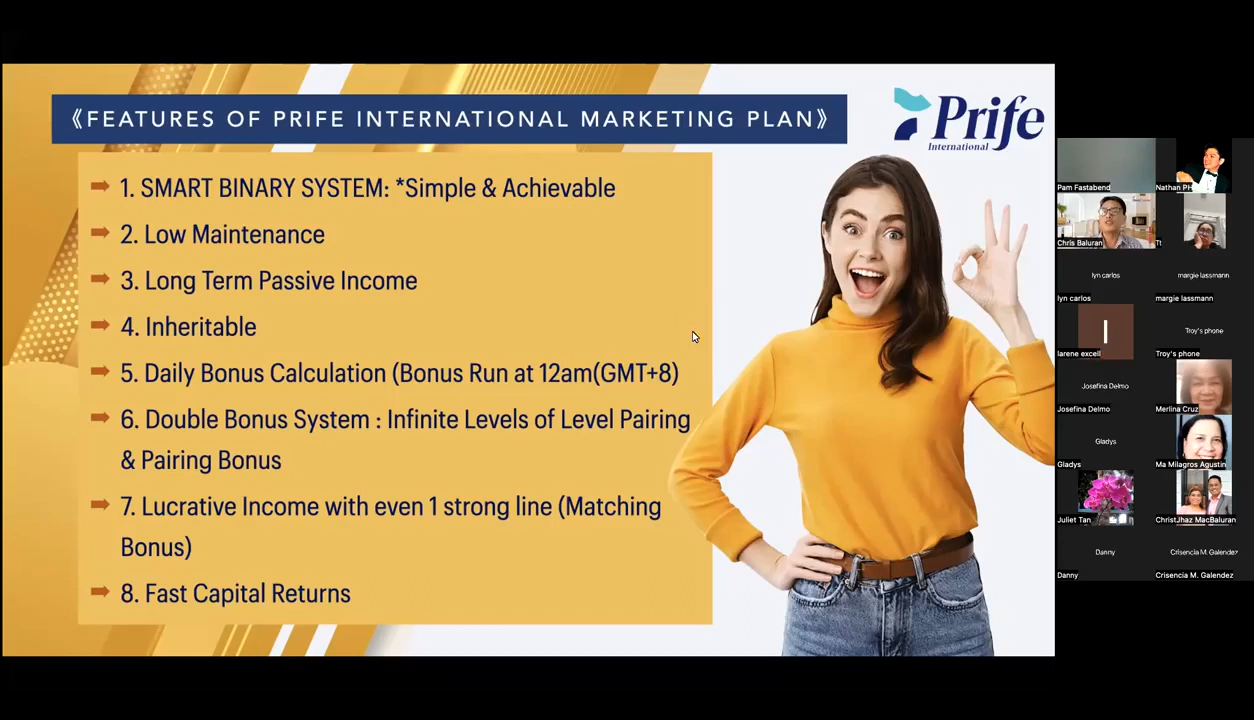 《FEATURES OF PRIFE INTERNATIONAL MARKETING PLAN》
Prife
International
➡ 1. SMART BINARY SYSTEM: *Simple & Achievable
➡ 2. Low Maintenance
➡ 3. Long Term Passive Income
➡ 4. Inheritable
➡ 5. Daily Bonus Calculation (Bonus Run at 12am(GMT+8)
➡ 6. Double Bonus System : Infinite Levels of Level Pairing
& Pairing Bonus
➡ 7. Lucrative Income with even 1 strong line (Matching
Bonus)
➡ 8. Fast Capital Returns
Pam Fastabend
Nathan PH
Chris Baluran
Tt
lyn carlos
lyn carlos
margie lassmann
margie lassmann
I
larene excell
Troy's phone
Troy's phone
Josefina Delmo
Josefina Delmo
Merlina Cruz
Gladys
Gladys
Ma Milagros Agustin
Juliet Tan
ChristJhaz MacBaluran
Danny
Danny
Crisencia M. Galendez
Crisencia M. Galendez